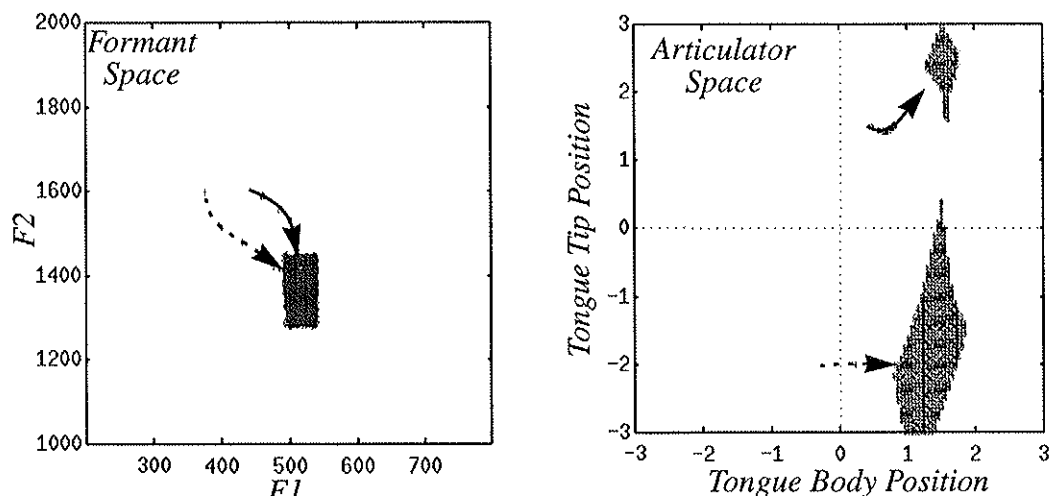 2000
Formant
Space
1800
1600
F2
1400
1200
1000
300 400 500 600 700
F1
3
Articulator
Space
2
1
Tongue Tip Position
0
-1
-2
-3
-3 -2 -1 0 1 2 3
Tongue Body Position